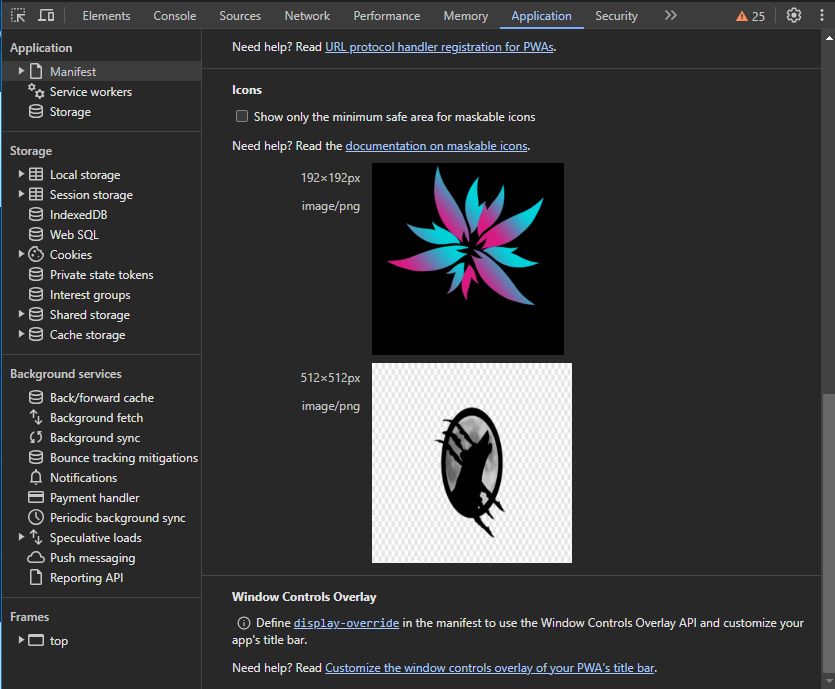 Elements Console Sources Network Performance Memory Application Security 25
Application
Manifest
Service workers
Storage
Storage
Local storage
Session storage
IndexedDB
Web SQL
Cookies
Private state tokens
Interest groups
Shared storage
Cache storage
Background services
Back/forward cache
Background fetch
Background sync
Bounce tracking mitigations
Notifications
Payment handler
Periodic background sync
Speculative loads
Push messaging
Reporting API
Frames
top
Need help? Read URL protocol handler registration for PWAs.
Icons
Show only the minimum safe area for maskable icons
Need help? Read the documentation on maskable icons.
192×192px
image/png
512×512px
image/png
Window Controls Overlay
Define display-override in the manifest to use the Window Controls Overlay API and customize your
app's title bar.
Need help? Read Customize the window controls overlay of your PWA's title bar.